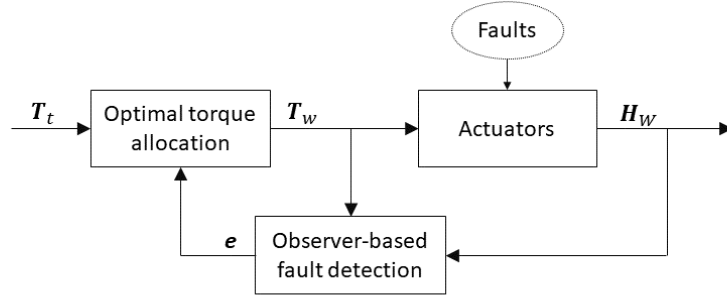 Faults
T_t
Optimal torque
allocation
T_w
Actuators
H_W
e
Observer-based
fault detection